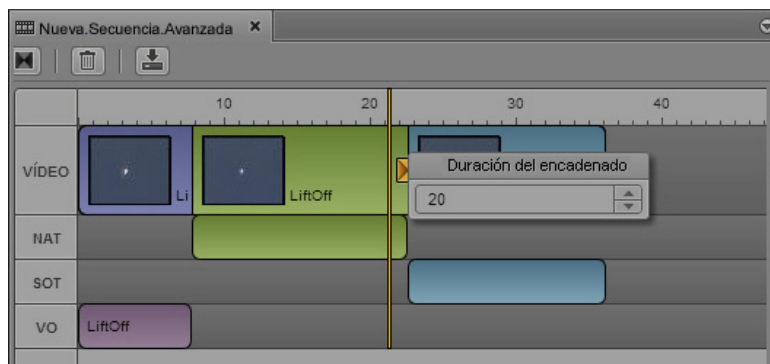 Nueva.Secuencia.Avanzada
10 20 30 40
VÍDEO
Li
LiftOff
Duración del encadenado
20
NAT
SOT
VO LiftOff